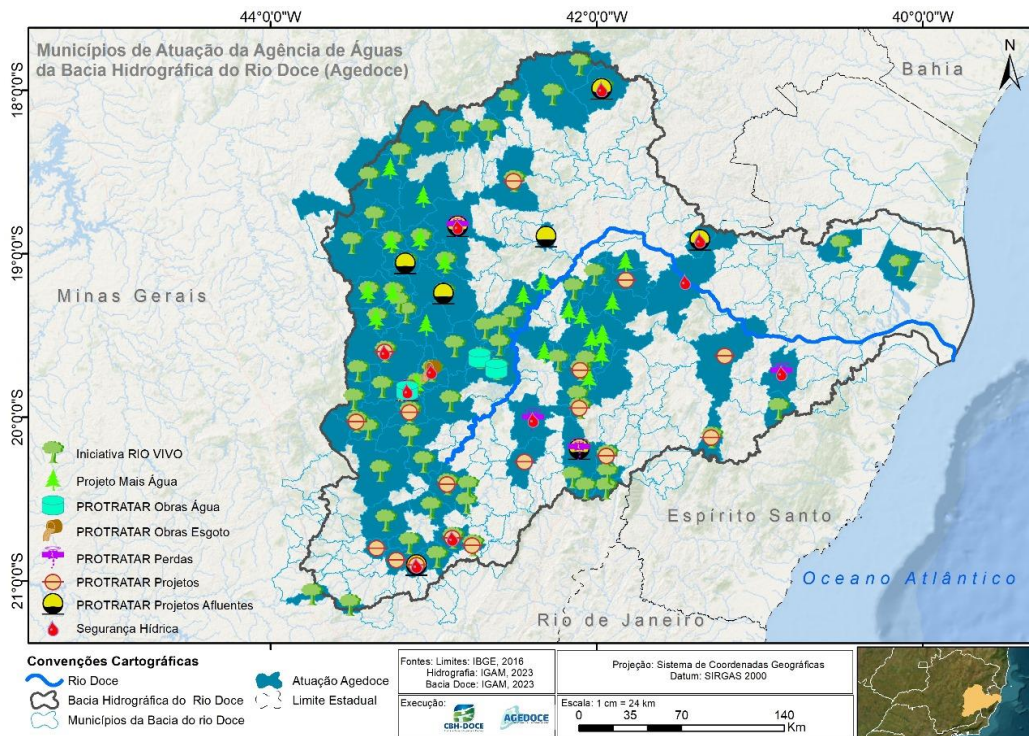 44°0'0"W
42°0'0"W
40°0'0"W
Municípios de Atuação da Agência de Águas
da Bacia Hidrográfica do Rio Doce (Agedoce)
N
Bahia
18°0'0"S
19°0'0"S
Minas Gerais
20°0'0"S
Iniciativa RIO VIVO
Projeto Mais Água
PROTRATAR Obras Água
PROTRATAR Obras Esgoto
PROTRATAR Perdas
PROTRATAR Projetos
PROTRATAR Projetos Afluentes
Segurança Hídrica
21°0'0"S
Espírito Santo
Oceano Atlântico
Rio de Janeiro
Convenções Cartográficas
Rio Doce
Bacia Hidrográfica do Rio Doce
Municípios da Bacia do rio Doce
Atuação Agedoce
Limite Estadual
Fontes: Limites: IBGE, 2016
Hidrografia: IGAM, 2023
Bacia Doce: IGAM, 2023
Execução:
CBH-DOCE
AGEDOCE
Projeção: Sistema de Coordenadas Geográficas
Datum: SIRGAS 2000
Escala: 1 cm = 24 km
0 35 70 140
Km